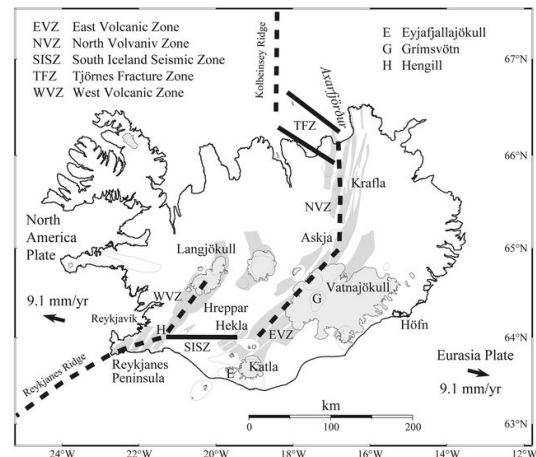 EVZ East Volcanic Zone
NVZ North Volvaniv Zone
SISZ South Iceland Seismic Zone
TFZ Tjörnes Fracture Zone
WVZ West Volcanic Zone
Kolbeinsey Ridge
E Eyjafjallajökull
G Grímsvötn
H Hengill
67°N
Axarfjörður
TFZ
66°N
Krafla
NVZ
North
America
Plate
Langjökull
Askja
65°N
Vatnajökull
G
9.1 mm/yr
WVZ
Hreppar
Reykjavík
Hekla
Höfn
H
64°N
SISZ
EVZ
Reykjanes
Peninsula
E
Katla
Eurasia Plate
9.1 mm/yr
Reykjanes Ridge
km
0
100
200
63°N
24°W
22°W
20°W
18°W
16°W
14°W
12°W